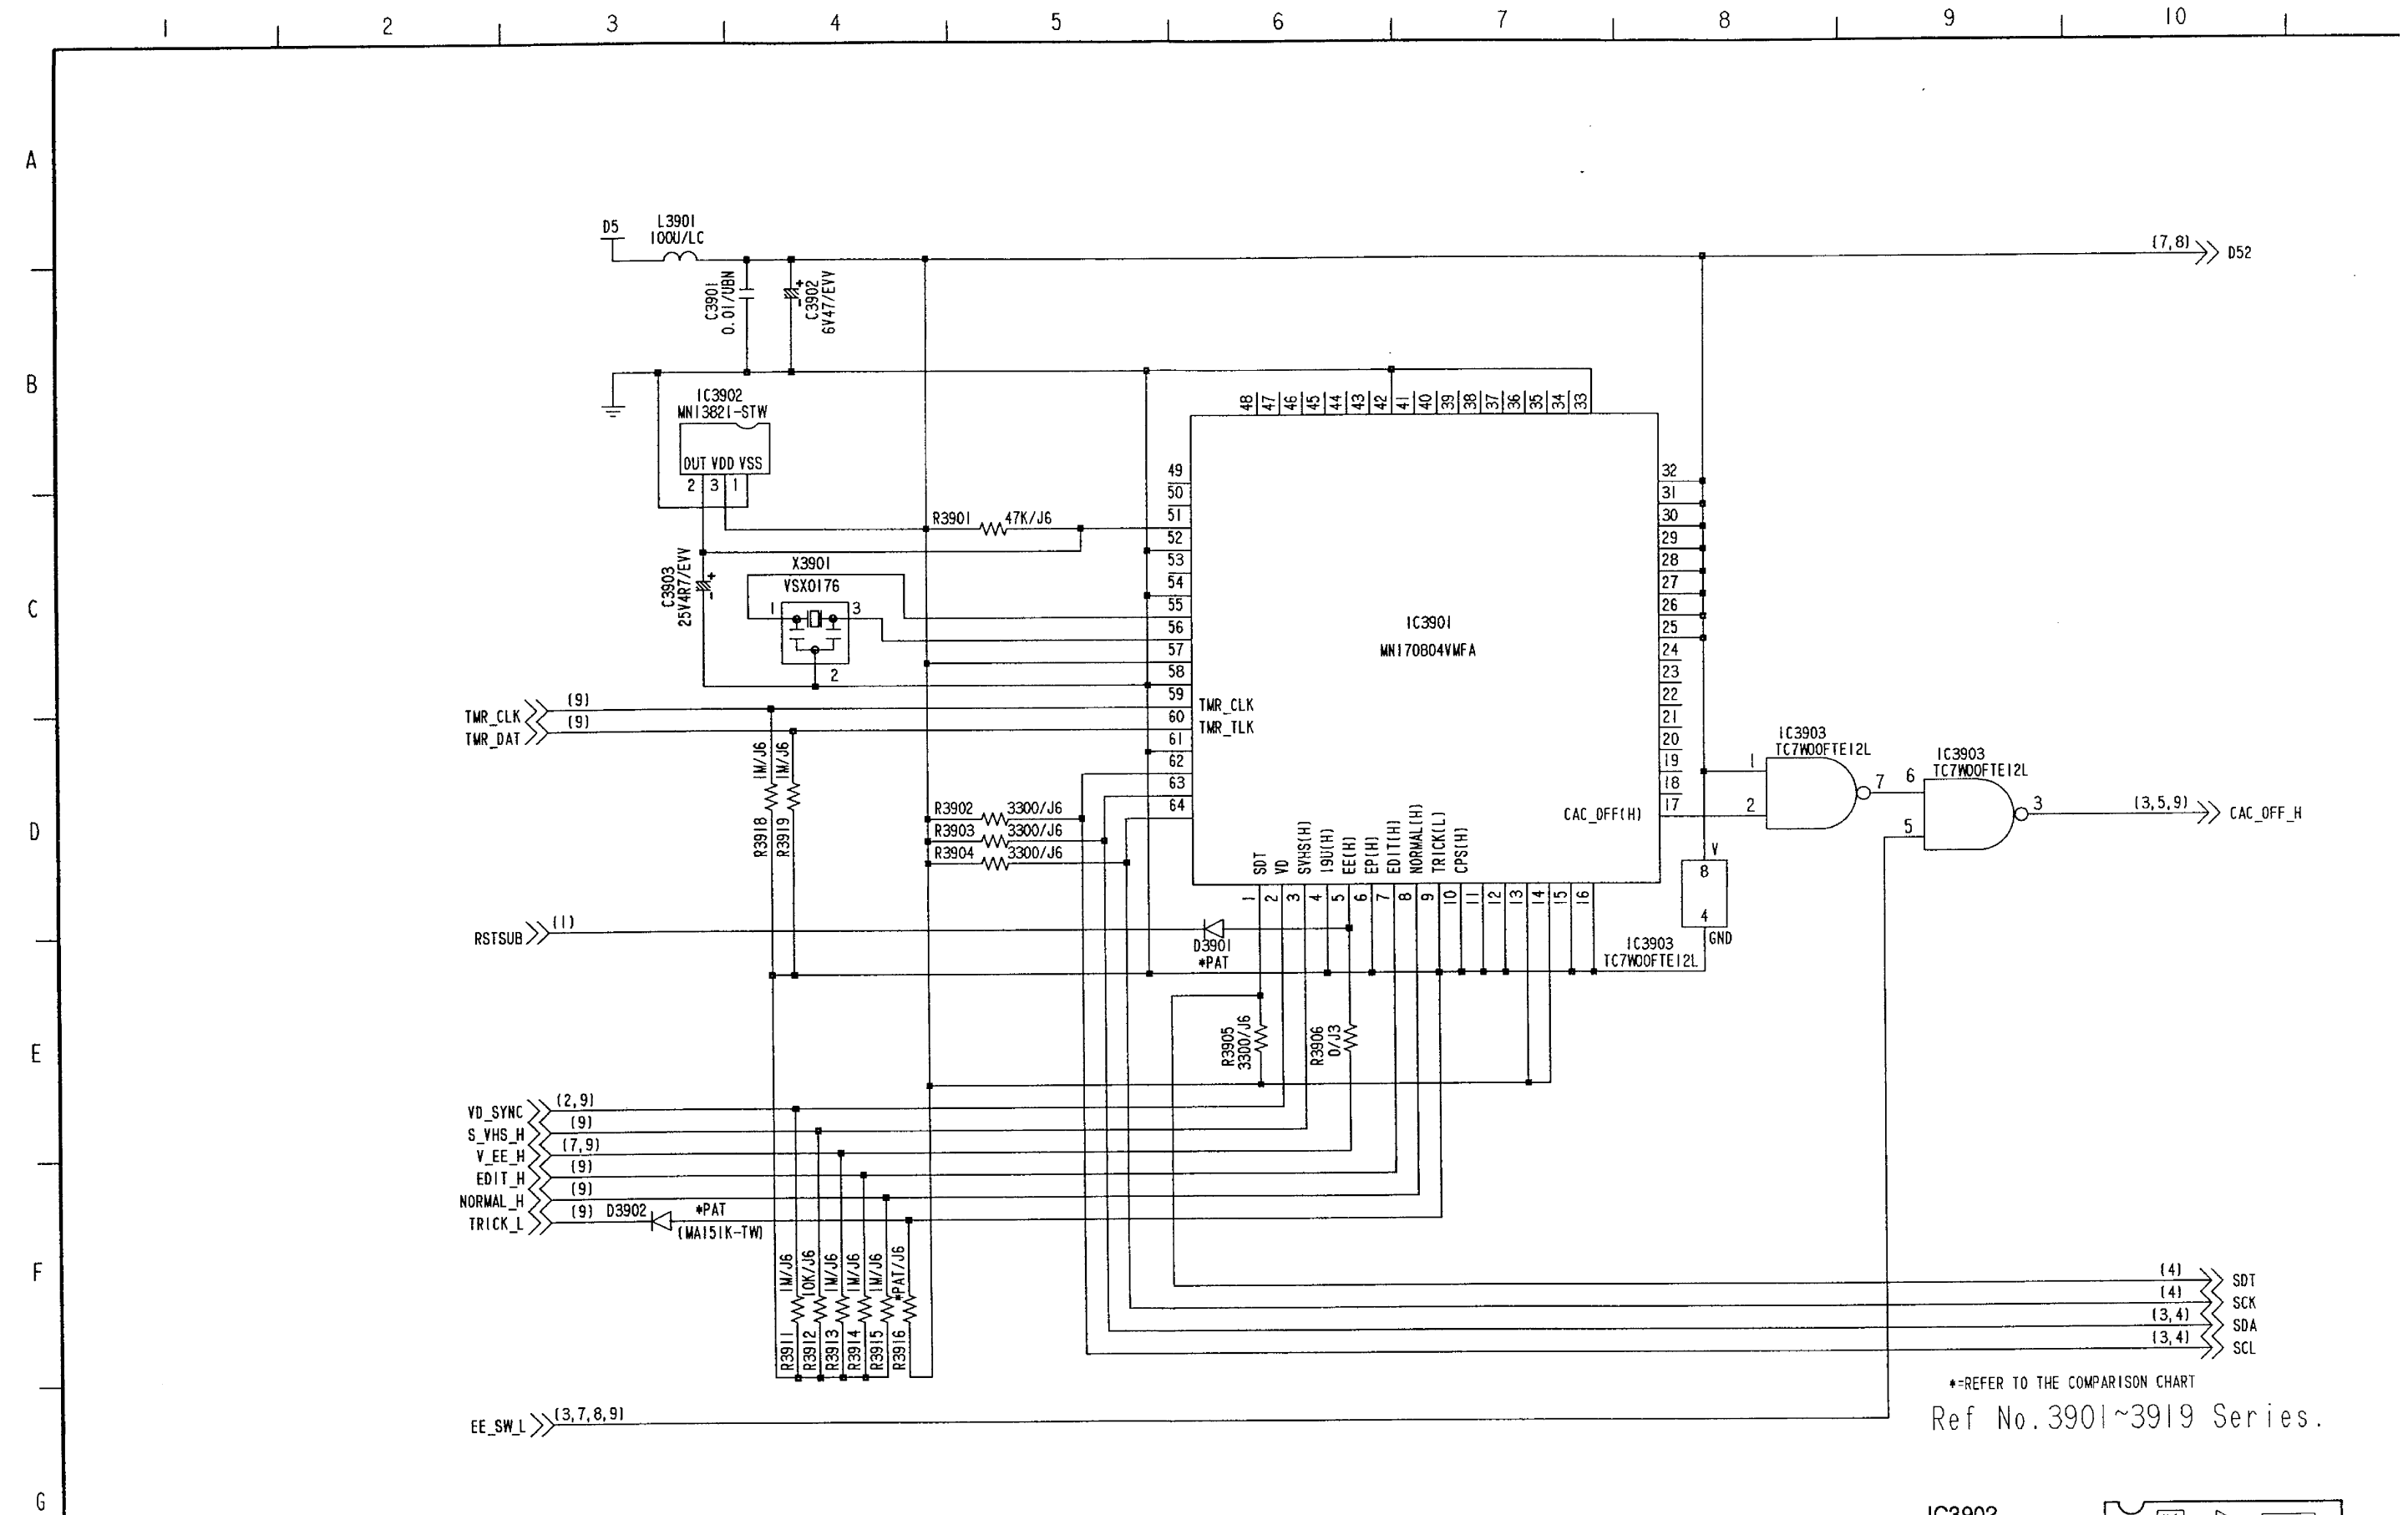 1 2 3 4 5 6 7 8 9 10
A
B
C
D
E
F
G
D5
L3901
100U/LC
(7,8)
D52
C3901
0.01/UBN
C3902
6V47/EVV
IC3902
MN13821-STW
OUT VDD VSS
2 3 1
R3901 47K/J6
C3903
25V4R7/EVV
X3901
VSX0176
1 3
2
48 47 46 45 44 43 42 41 40 39 38 37 36 35 34 33
49
50
51
52
53
54
55
56
57
58
59
60
61
62
63
64
32
31
30
29
28
27
26
25
24
23
22
21
20
19
18
17
IC3901
MN170804VMFA
TMR_CLK
TMR_TLK
CAC_OFF(H)
SDT
VD
SVHS(H)
19U(H)
EE(H)
EP(H)
EDIT(H)
NORMAL(H)
TRICK(L)
CPS(H)
1 2 3 4 5 6 7 8 9 10 11 12 13 14 15 16
TMR_CLK (9)
TMR_DAT (9)
R3918 1M/J6
R3919 1M/J6
R3902 3300/J6
R3903 3300/J6
R3904 3300/J6
IC3903
TC7W00FTE12L
1
2
7
IC3903
TC7W00FTE12L
6
5
3
(3,5,9)
CAC_OFF_H
V
8
4
GND
IC3903
TC7W00FTE12L
RSTSUB (1)
D3901
*PAT
R3905
3300/J6
R3906
0/J3
VD_SYNC (2,9)
S_VHS_H (9)
V_EE_H (7,9)
EDIT_H (9)
NORMAL_H (9)
TRICK_L (9)
D3902 *PAT
(MA151K-TW)
R3911 1M/J6
R3912 10K/J6
R3913 1M/J6
R3914 1M/J6
R3915 1M/J6
R3916 *PAT/J6
(4) SDT
(4) SCK
(3,4) SDA
(3,4) SCL
*=REFER TO THE COMPARISON CHART
Ref No.3901~3919 Series.
EE_SW_L (3,7,8,9)